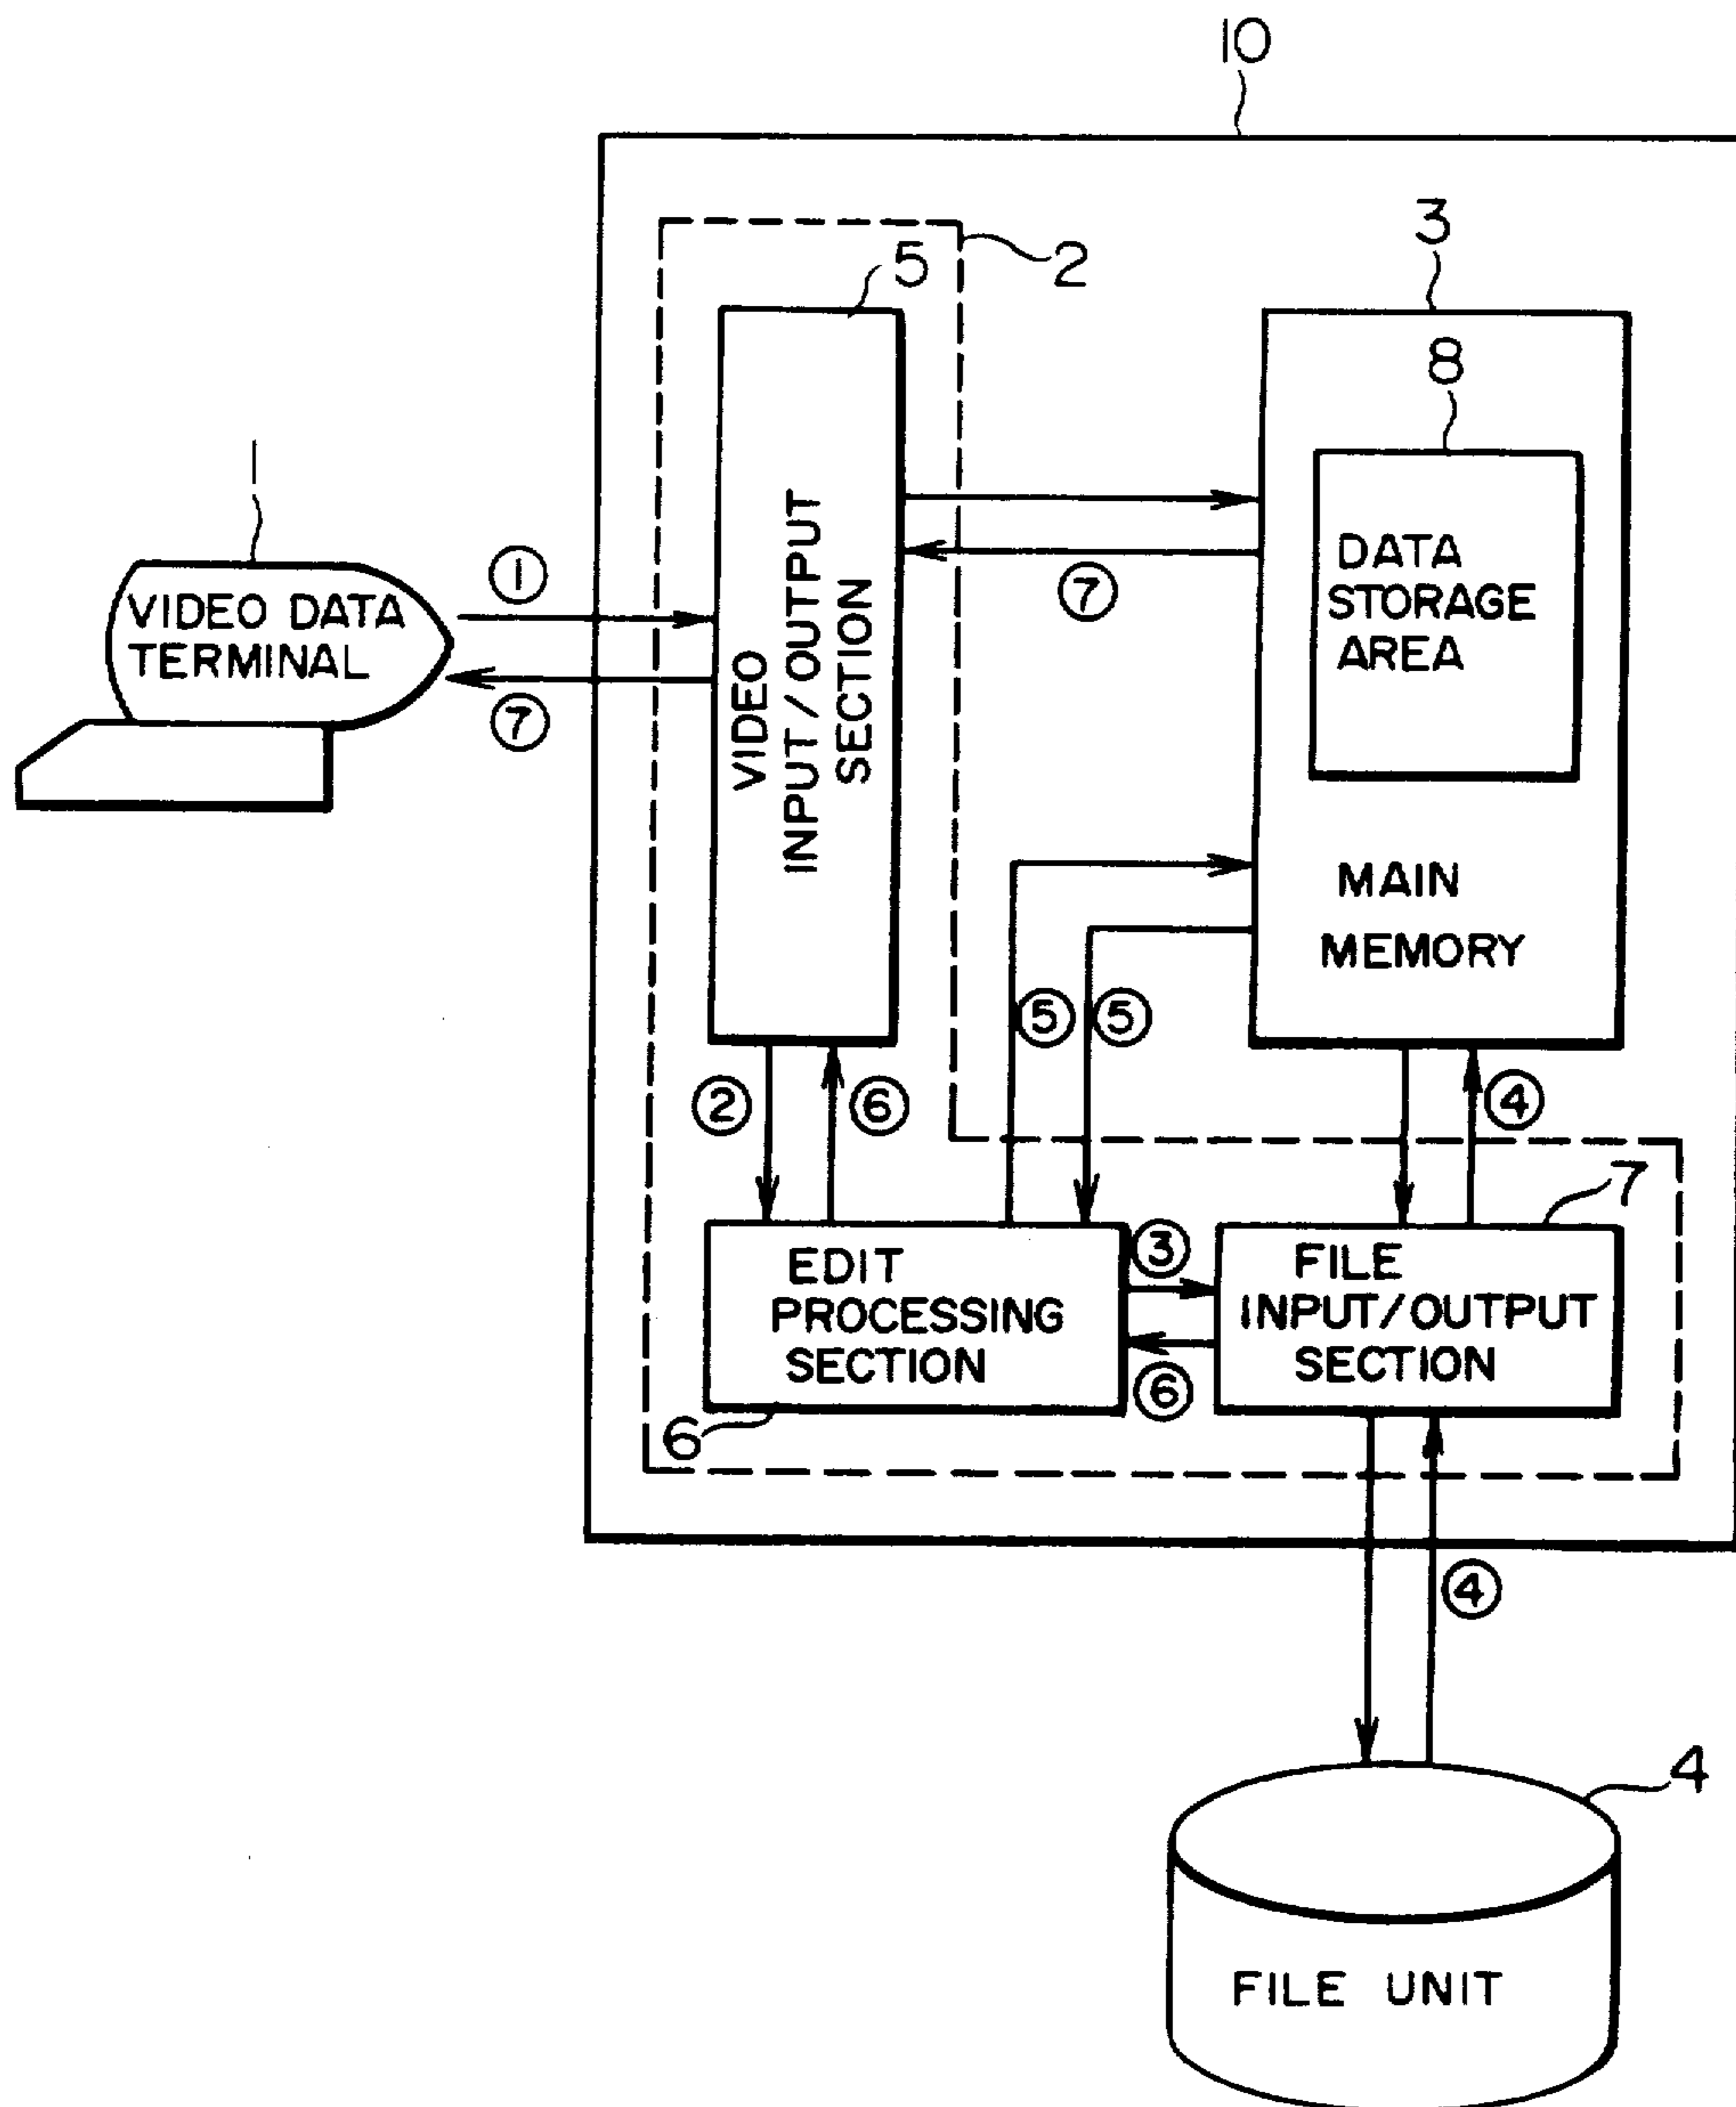 10
2
3
5
8
1
VIDEO DATA
TERMINAL
①
⑦
VIDEO
INPUT/OUTPUT
SECTION
⑦
DATA
STORAGE
AREA
MAIN
MEMORY
⑤
⑤
②
⑥
④
7
EDIT
PROCESSING
SECTION
③
⑥
FILE
INPUT/OUTPUT
SECTION
6
④
4
FILE UNIT